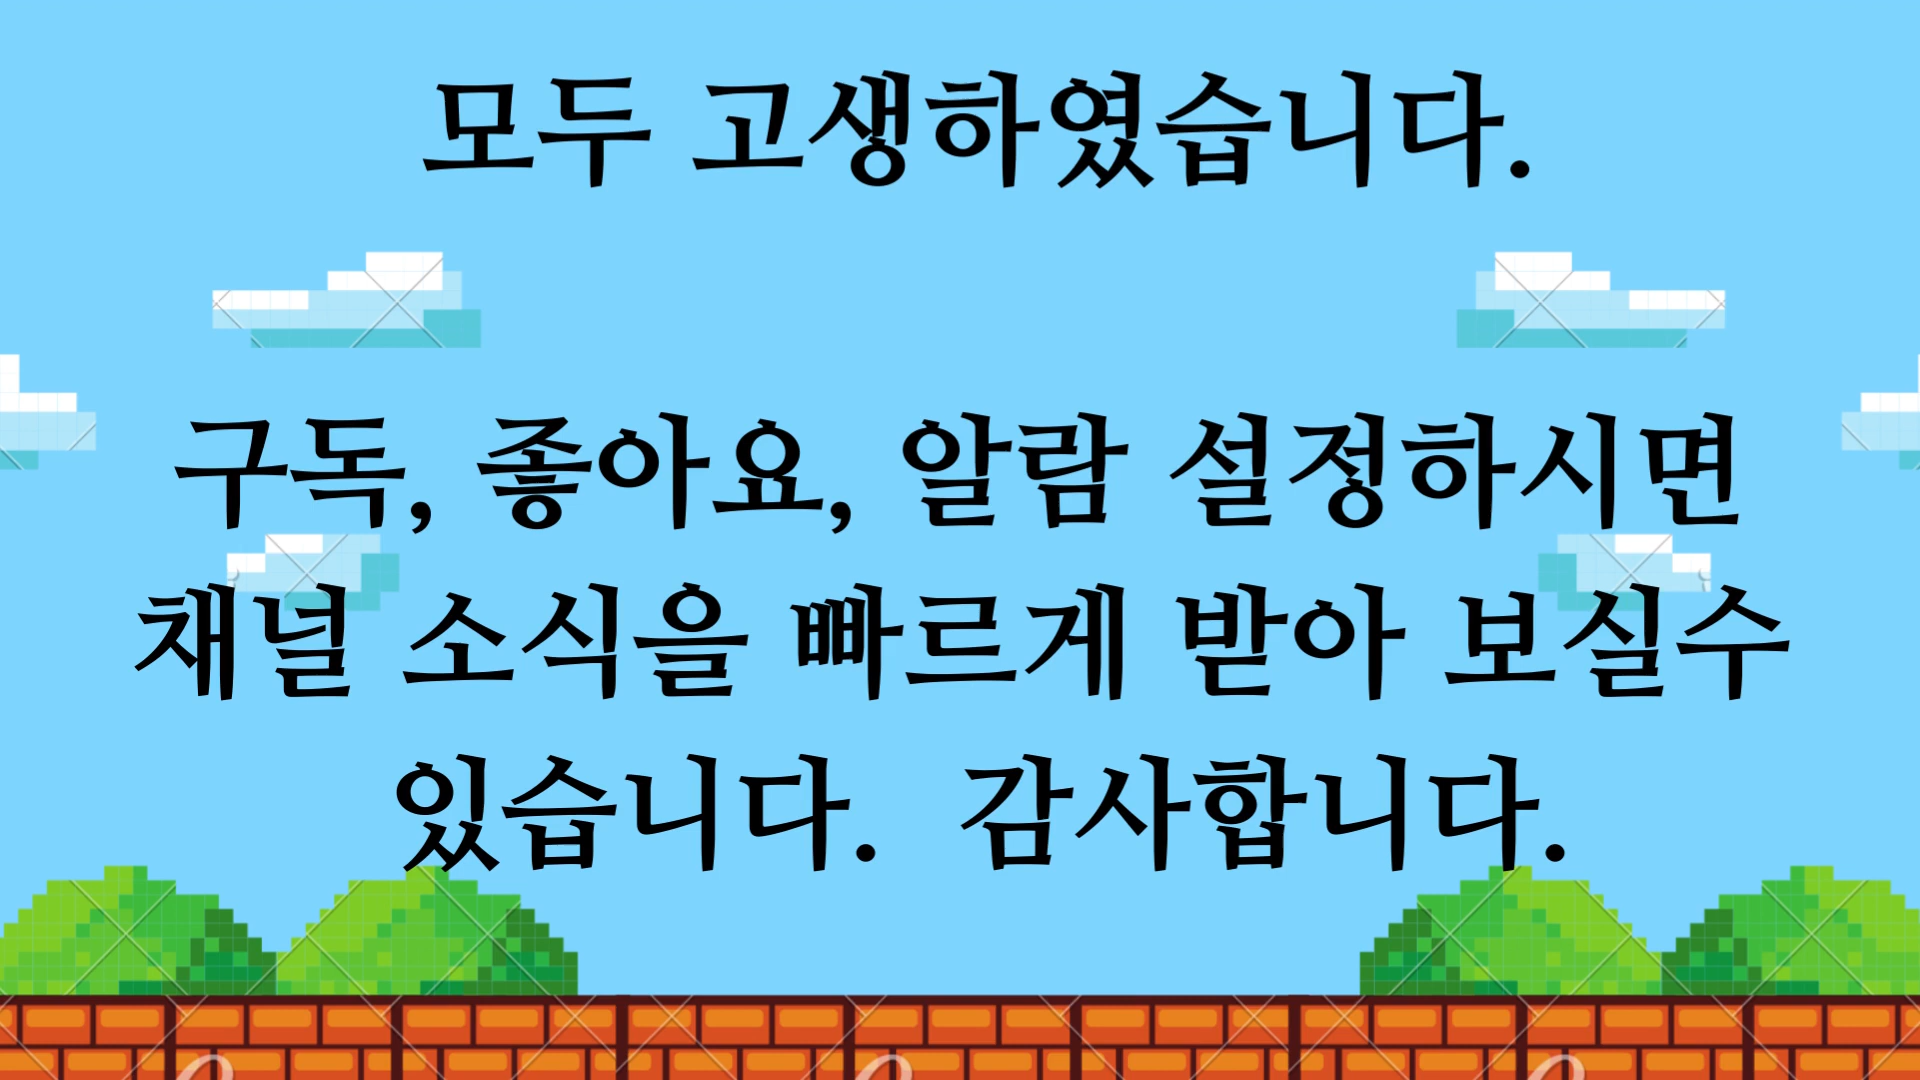 모두 고생하였습니다.
구독, 좋아요, 알람 설정하시면
채널 소식을 빠르게 받아 보실수
있습니다. 감사합니다.